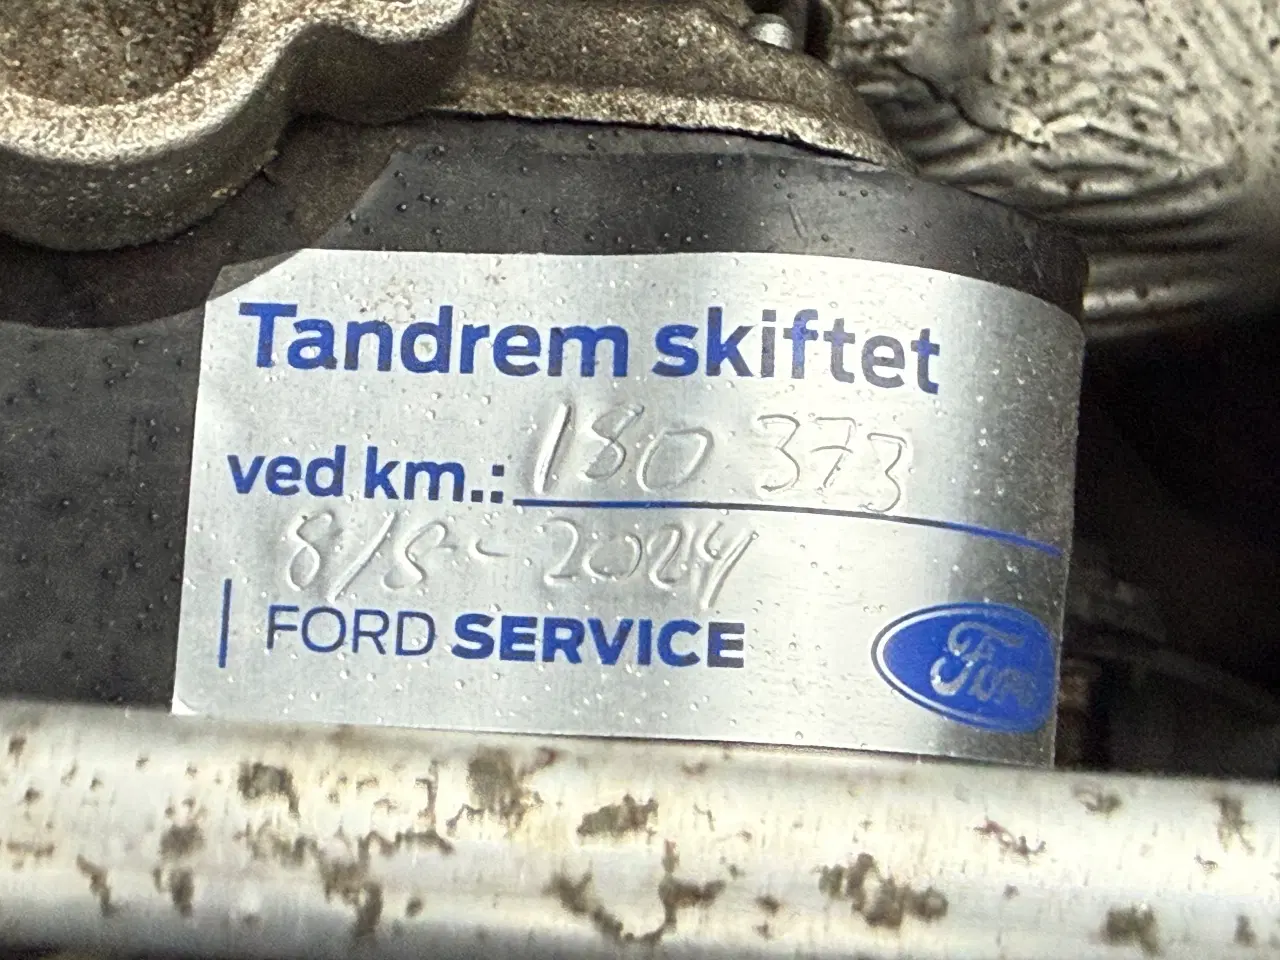 Tandrem skiftet
ved km.: 180 373
8/8-2024
FORD SERVICE
Ford